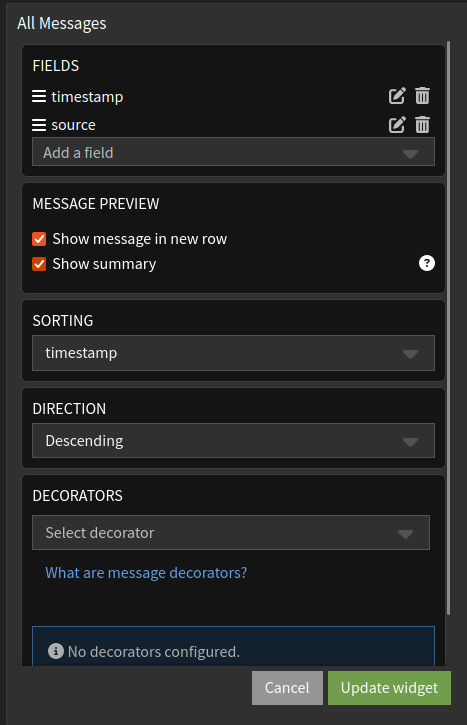 All Messages
FIELDS
timestamp
source
Add a field
MESSAGE PREVIEW
Show message in new row
Show summary
?
SORTING
timestamp
DIRECTION
Descending
DECORATORS
Select decorator
What are message decorators?
No decorators configured.
Cancel Update widget